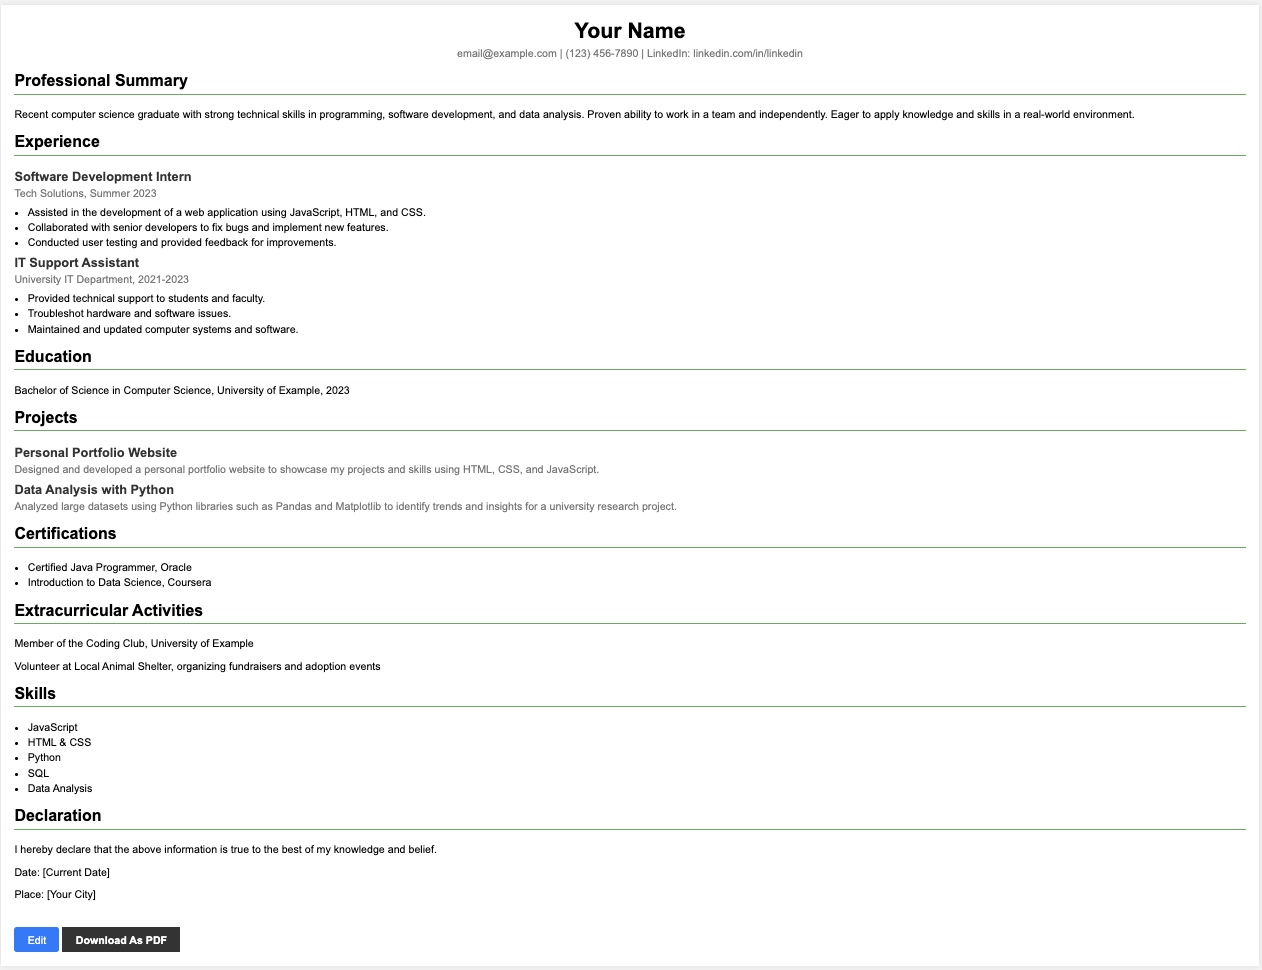 Your Name
email@example.com | (123) 456-7890 | LinkedIn: linkedin.com/in/linkedin
Professional Summary
Recent computer science graduate with strong technical skills in programming, software development, and data analysis. Proven ability to work in a team and independently. Eager to apply knowledge and skills in a real-world environment.
Experience
Software Development Intern
Tech Solutions, Summer 2023
• Assisted in the development of a web application using JavaScript, HTML, and CSS.
• Collaborated with senior developers to fix bugs and implement new features.
• Conducted user testing and provided feedback for improvements.
IT Support Assistant
University IT Department, 2021-2023
• Provided technical support to students and faculty.
• Troubleshot hardware and software issues.
• Maintained and updated computer systems and software.
Education
Bachelor of Science in Computer Science, University of Example, 2023
Projects
Personal Portfolio Website
Designed and developed a personal portfolio website to showcase my projects and skills using HTML, CSS, and JavaScript.
Data Analysis with Python
Analyzed large datasets using Python libraries such as Pandas and Matplotlib to identify trends and insights for a university research project.
Certifications
• Certified Java Programmer, Oracle
• Introduction to Data Science, Coursera
Extracurricular Activities
Member of the Coding Club, University of Example
Volunteer at Local Animal Shelter, organizing fundraisers and adoption events
Skills
• JavaScript
• HTML & CSS
• Python
• SQL
• Data Analysis
Declaration
I hereby declare that the above information is true to the best of my knowledge and belief.
Date: [Current Date]
Place: [Your City]
Edit Download As PDF